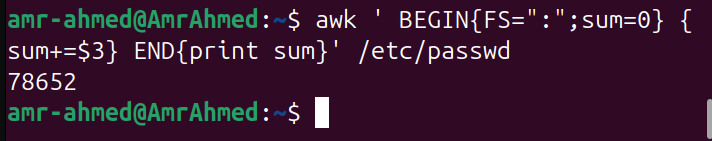 amr-ahmed@AmrAhmed:~$ awk ' BEGIN{FS=":";sum=0} {
sum+=$3} END{print sum}' /etc/passwd
78652
amr-ahmed@AmrAhmed:~$